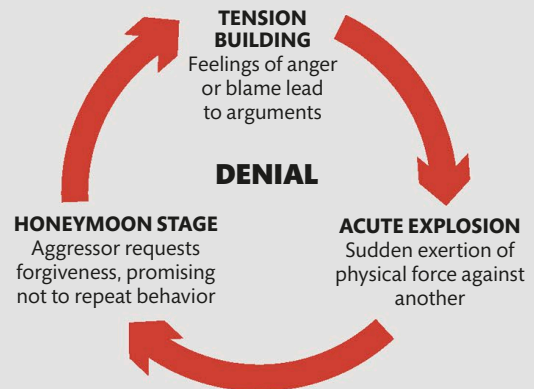 TENSION
BUILDING
Feelings of anger
or blame lead
to arguments
DENIAL
HONEYMOON STAGE
Aggressor requests
forgiveness, promising
not to repeat behavior
ACUTE EXPLOSION
Sudden exertion of
physical force against
another